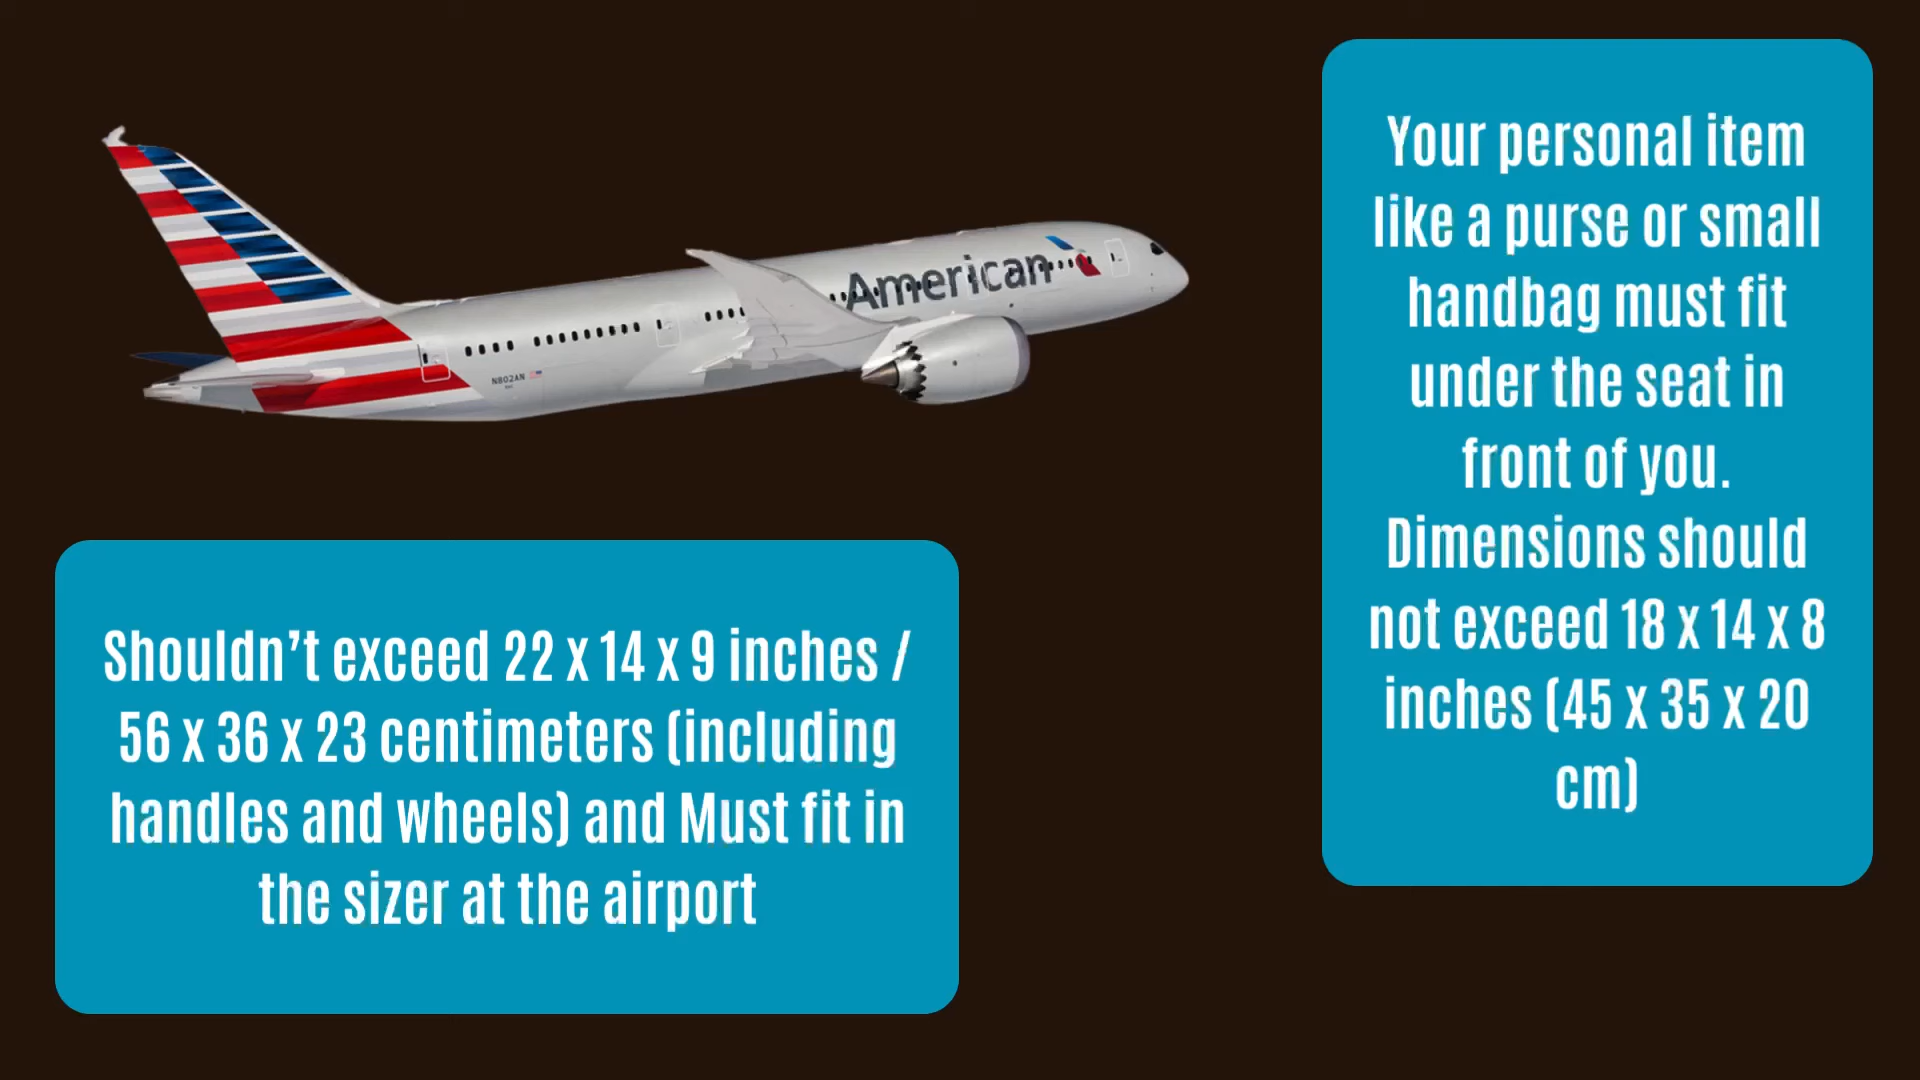 American
N802AN
Shouldn't exceed 22 x 14 x 9 inches /
56 x 36 x 23 centimeters (including
handles and wheels) and Must fit in
the sizer at the airport
Your personal item
like a purse or small
handbag must fit
under the seat in
front of you.
Dimensions should
not exceed 18 x 14 x 8
inches (45 x 35 x 20
cm)